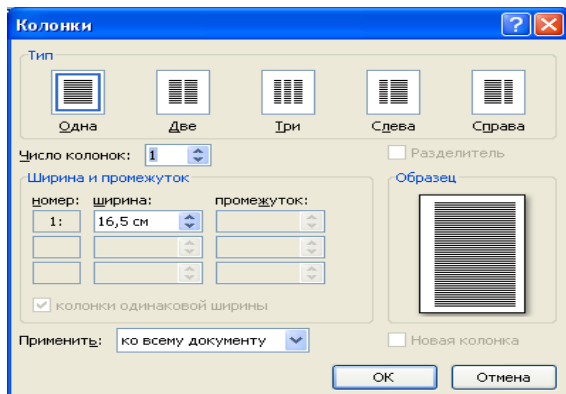 Колонки
Тип
Одна Две Три Слева Справа
Число колонок: 1 Разделитель
Ширина и промежуток Образец
номер: ширина: промежуток:
1: 16,5 см
колонки одинаковой ширины
Применить: ко всему документу Новая колонка
ОК Отмена